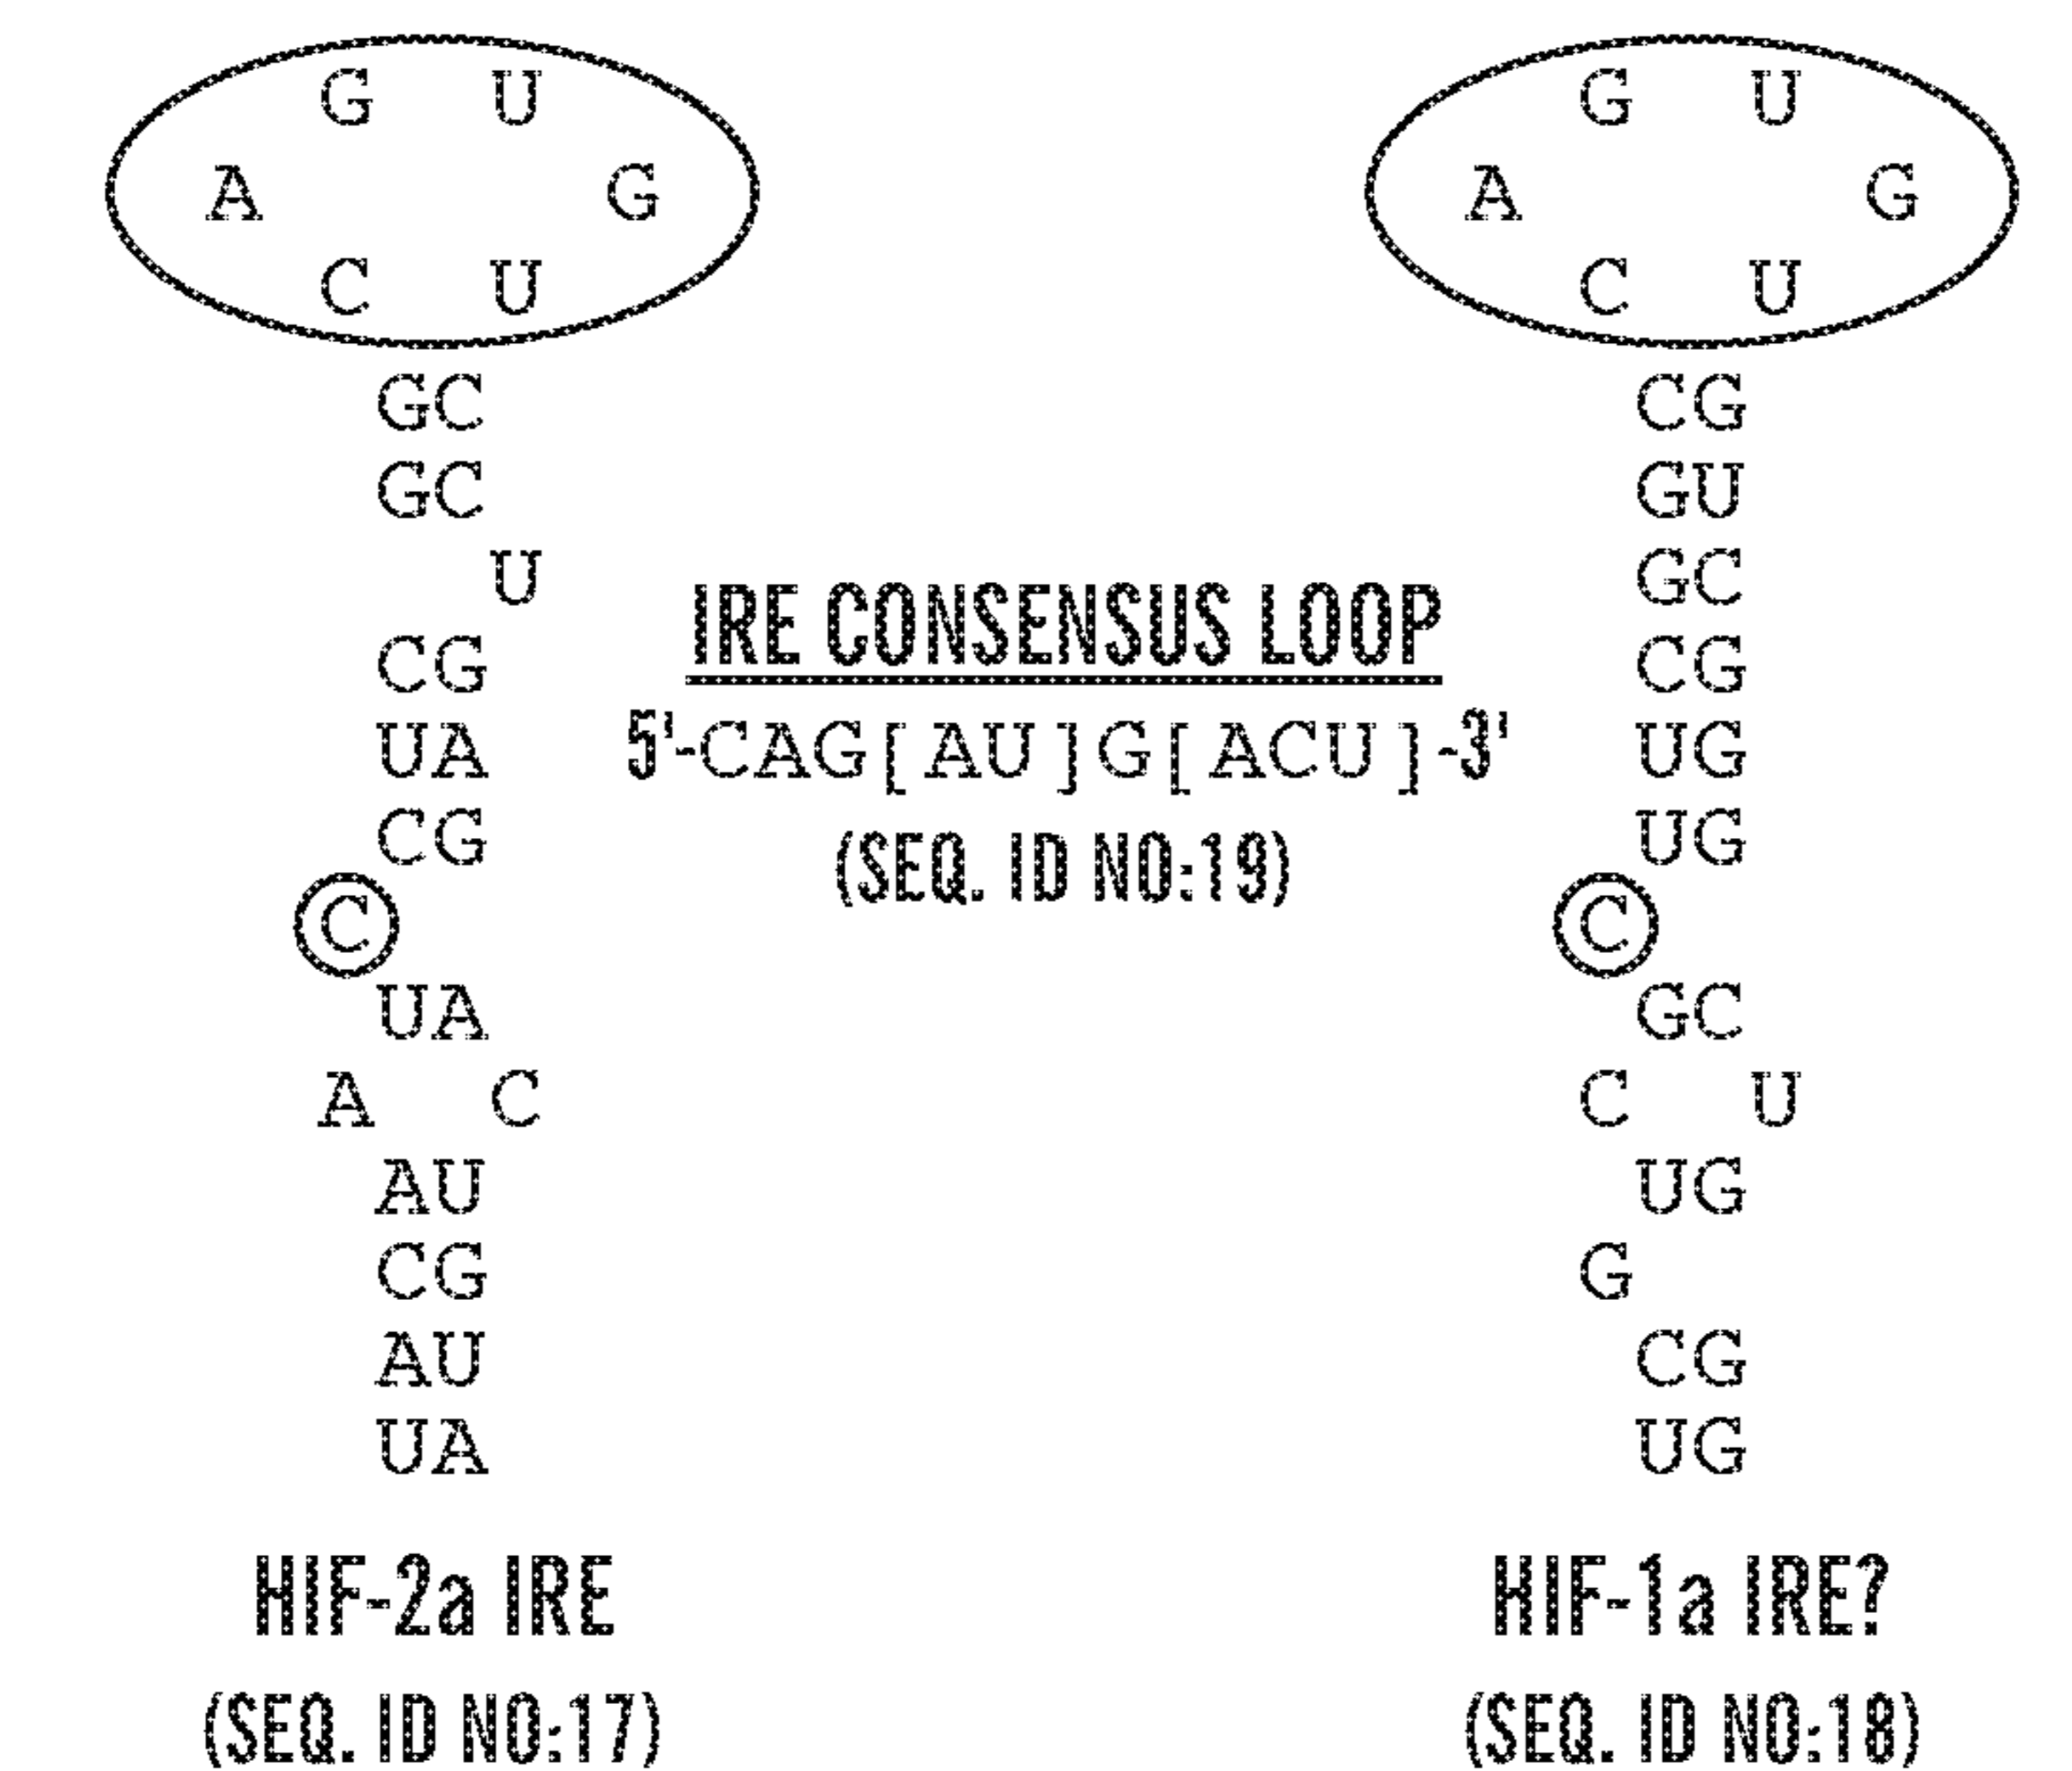 G U
A G
C U
GC
GC
U
CG
UA
CG
C
UA
A C
AU
CG
AU
UA
HIF-2a IRE
(SEQ. ID NO:17)
IRE CONSENSUS LOOP
5'-CAG[AU]G[ACU]-3'
(SEQ. ID NO:19)
G U
A G
C U
CG
GU
GC
CG
UG
UG
C
GC
C U
UG
G
CG
UG
HIF-1a IRE?
(SEQ. ID NO:18)